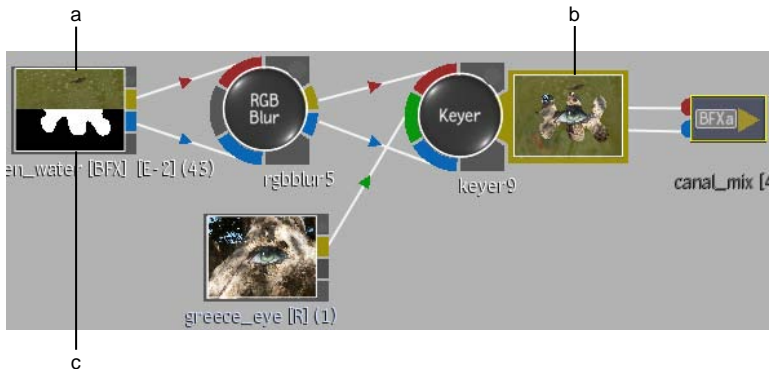 a
b
RGB
Blur
Keyer
BFXa
en_water [BFX] [E-2] (43)
rgbblur5
keyer9
canal_mix [4
greece_eye [R] (1)
c